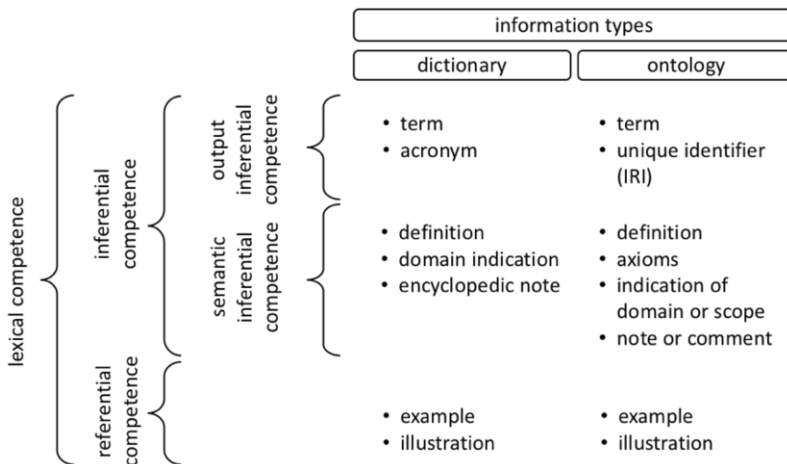 information types
dictionary
ontology
lexical competence
inferential
competence
output
inferential
competence
• term
• acronym
• term
• unique identifier
(IRI)
semantic
inferential
competence
• definition
• domain indication
• encyclopedic note
• definition
• axioms
• indication of
domain or scope
• note or comment
referential
competence
• example
• illustration
• example
• illustration